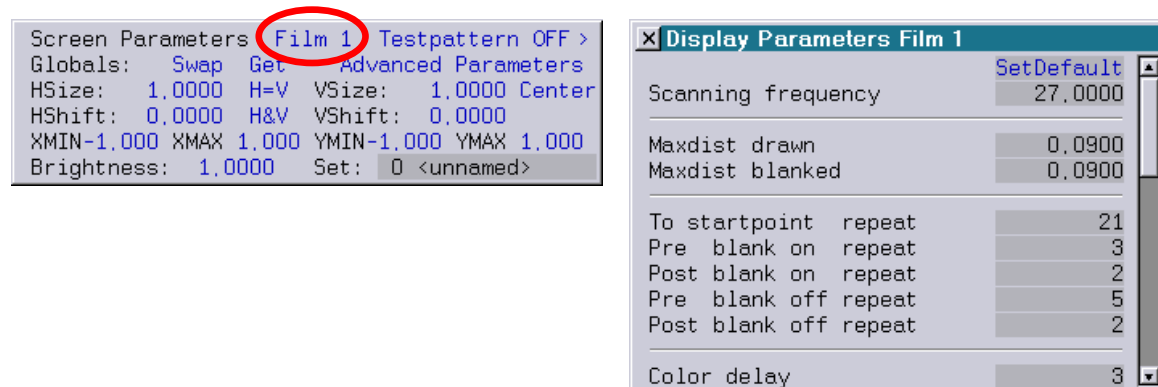 Screen Parameters Film 1 Testpattern OFF >
Globals: Swap Get Advanced Parameters
HSize: 1,0000 H=V VSize: 1,0000 Center
HShift: 0,0000 H&V VShift: 0,0000
XMIN-1,000 XMAX 1,000 YMIN-1,000 YMAX 1,000
Brightness: 1,0000 Set: 0 <unnamed>
Display Parameters Film 1
SetDefault
Scanning frequency 27,0000
Maxdist drawn 0,0900
Maxdist blanked 0,0900
To startpoint repeat 21
Pre blank on repeat 3
Post blank on repeat 2
Pre blank off repeat 5
Post blank off repeat 2
Color delay 3